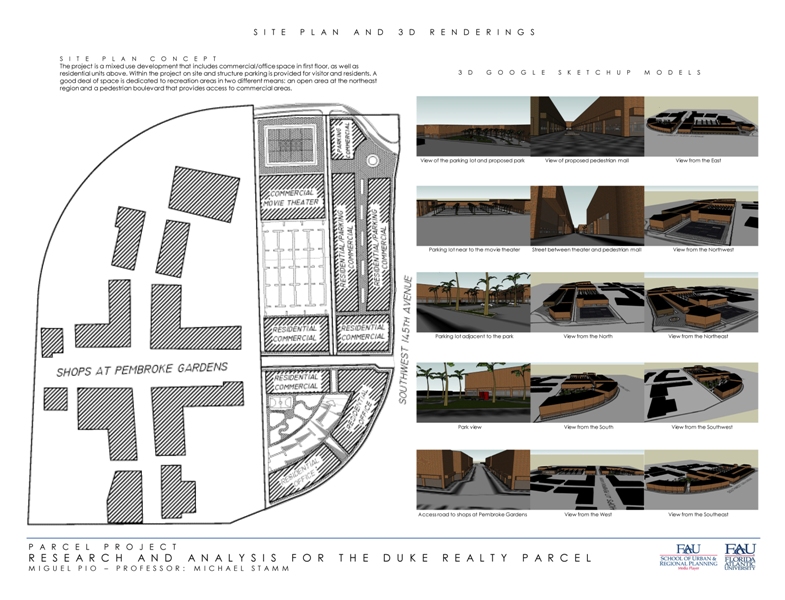 SITE PLAN AND 3D RENDERINGS
SITE PLAN CONCEPT
The project is a mixed use development that includes commercial/office space in first floor, as well as
residential units above. Within the project on site and structure parking is provided for visitor and residents. A
good deal of space is dedicated to recreation areas in two different means: an open area at the northeast
region and a pedestrian boulevard that provides access to commercial areas.
3D GOOGLE SKETCHUP MODELS
PARKING
COMMERCIAL
COMMERCIAL
MOVIE THEATER
RESIDENTIAL/PARKING
COMMERCIAL
RESIDENTIAL/PARKING
COMMERCIAL
RESIDENTIAL
COMMERCIAL
RESIDENTIAL
COMMERCIAL
SHOPS AT PEMBROKE GARDENS
SOUTHWEST 145TH AVENUE
RESIDENTIAL
COMMERCIAL
RESIDENTIAL
OFFICE
RESIDENTIAL
OFFICE
View of the parking lot and proposed park
View of proposed pedestrian mall
View from the East
Parking lot near to the movie theater
Street between theater and pedestrian mall
View from the Northwest
Parking lot adjacent to the park
View from the North
View from the Northeast
Park view
View from the South
View from the Southwest
Access road to shops of Pembroke Gardens
View from the West
View from the Southeast
PARCEL PROJECT
RESEARCH AND ANALYSIS FOR THE DUKE REALTY PARCEL
MIGUEL PIO – PROFESSOR: MICHAEL STAMM
FAU
SCHOOL OF URBAN &
REGIONAL PLANNING
FAU
FLORIDA
ATLANTIC
UNIVERSITY